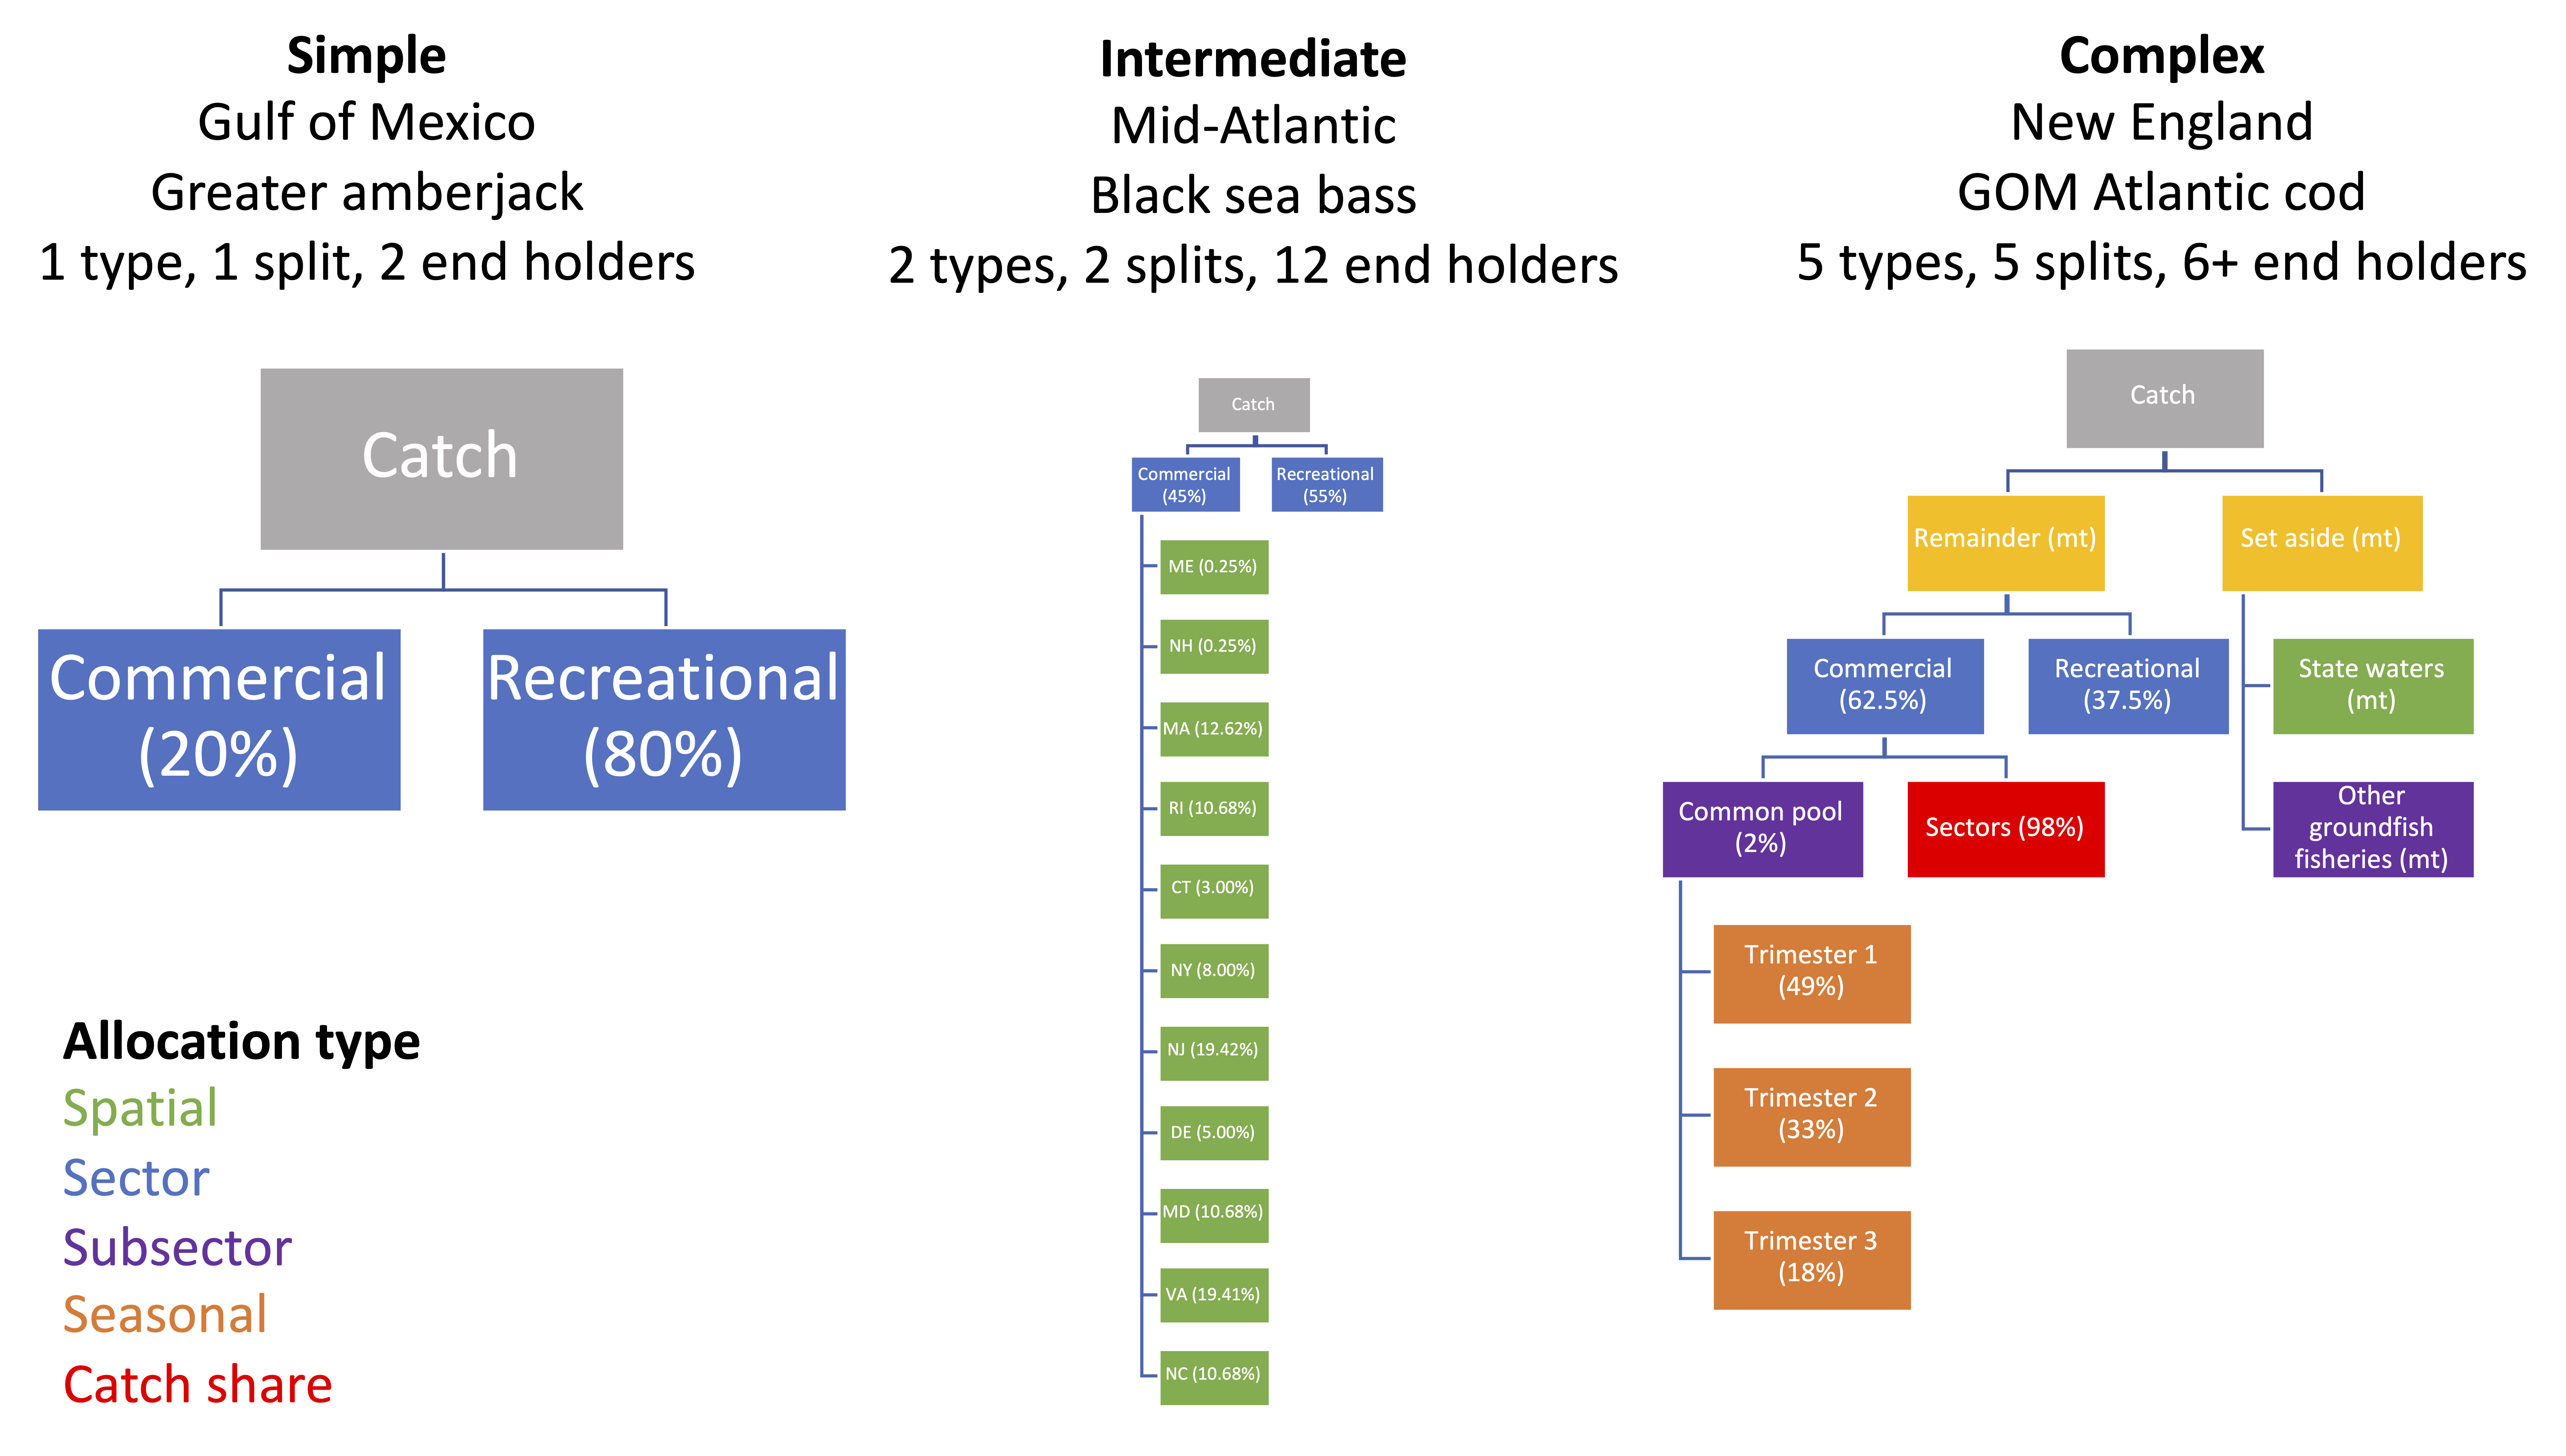 Simple
Gulf of Mexico
Greater amberjack
1 type, 1 split, 2 end holders
Catch
Commercial
(20%)
Recreational
(80%)
Allocation type
Spatial
Sector
Subsector
Seasonal
Catch share
Intermediate
Mid-Atlantic
Black sea bass
2 types, 2 splits, 12 end holders
Catch
Commercial
(45%)
Recreational
(55%)
ME (0.25%)
NH (0.25%)
MA (12.62%)
RI (10.68%)
CT (3.00%)
NY (8.00%)
NJ (19.42%)
DE (5.00%)
MD (10.68%)
VA (19.41%)
NC (10.68%)
Complex
New England
GOM Atlantic cod
5 types, 5 splits, 6+ end holders
Catch
Remainder (mt)
Set aside (mt)
Commercial
(62.5%)
Recreational
(37.5%)
State waters
(mt)
Common pool
(2%)
Sectors (98%)
Other
groundfish
fisheries (mt)
Trimester 1
(49%)
Trimester 2
(33%)
Trimester 3
(18%)